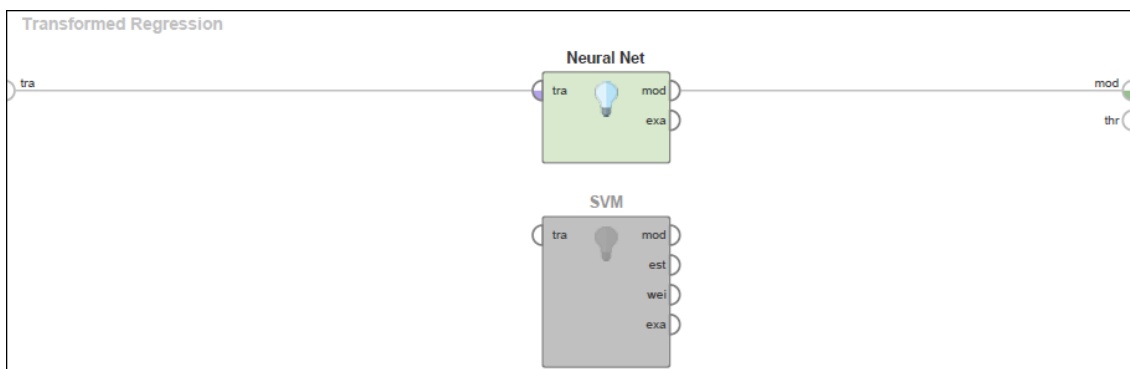 Transformed Regression
Neural Net
tra
tra
mod
mod
exa
thr
SVM
tra
mod
est
wei
exa